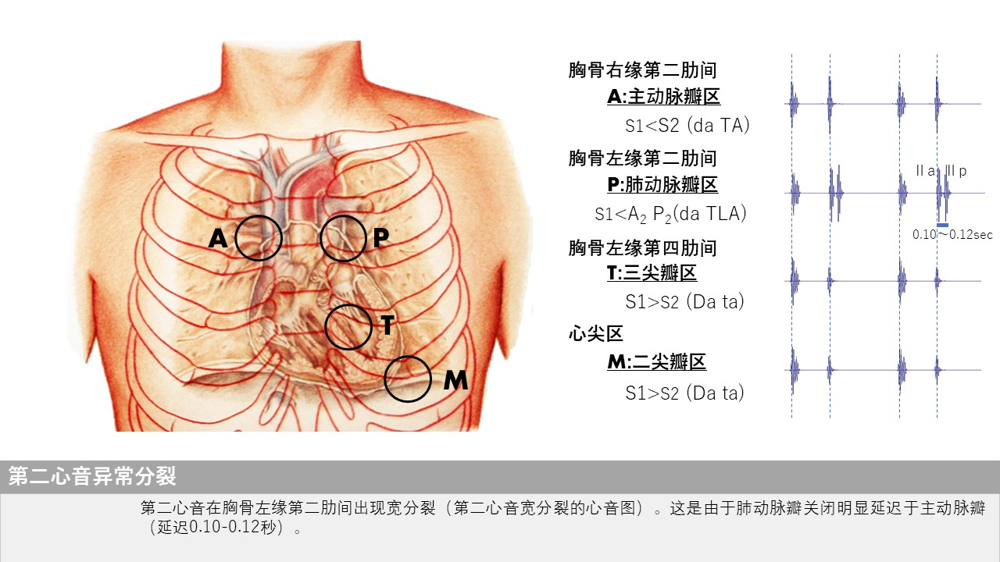 胸骨右缘第二肋间
A:主动脉瓣区
S1<S2 (da TA)
胸骨左缘第二肋间
P:肺动脉瓣区
S1<A₂ P₂(da TLA)
胸骨左缘第四肋间
T:三尖瓣区
S1>S2 (Da ta)
心尖区
M:二尖瓣区
S1>S2 (Da ta)
A
P
T
M
II a II p
0.10～0.12sec
第二心音异常分裂
第二心音在胸骨左缘第二肋间出现宽分裂（第二心音宽分裂的心音图）。这是由于肺动脉瓣关闭明显延迟于主动脉瓣
（延迟0.10-0.12秒）。